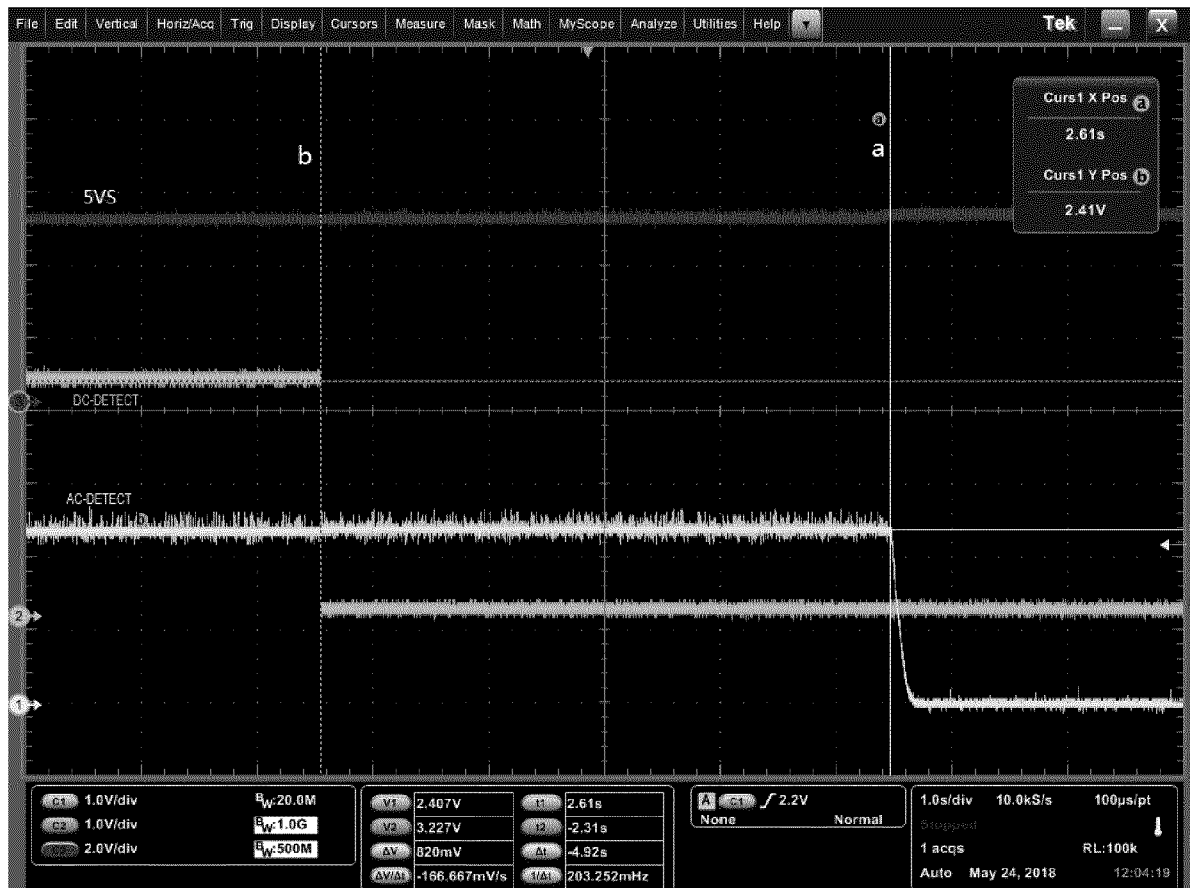 File Edit Vertical Horiz/Acq Trig Display Cursors Measure Mask Math MyScope Analyze Utilities Help Tek X
Curs1 X Pos a
2.61s
Curs1 Y Pos b
2.41V
a
b
a
5VS
DC-DETECT
AC-DETECT
2
1
C1 1.0V/div BW:20.0M
C2 1.0V/div BW:1.0G
2.0V/div BW:500M
V1 2.407V
V2 3.227V
ΔV 820mV
ΔV/Δt -166.667mV/s
t1 2.61s
t2 -2.31s
Δt -4.92s
1/Δt 203.252mHz
A C1 2.2V
None Normal
1.0s/div 10.0kS/s 100µs/pt
Stopped
1 acqs RL:100k
Auto May 24, 2018 12:04:19